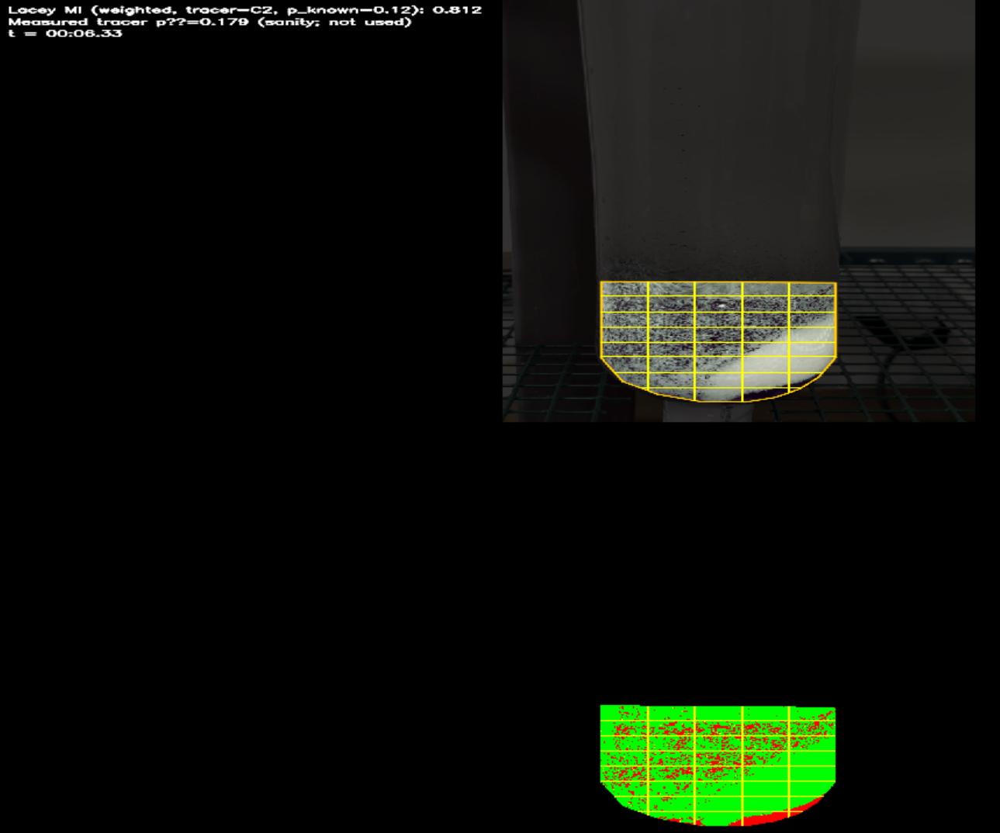 Lacey MI (weighted, tracer=C2, p_known=0.12): 0.812
Measured tracer p??=0.179 (sanity; not used)
t = 00:06.33